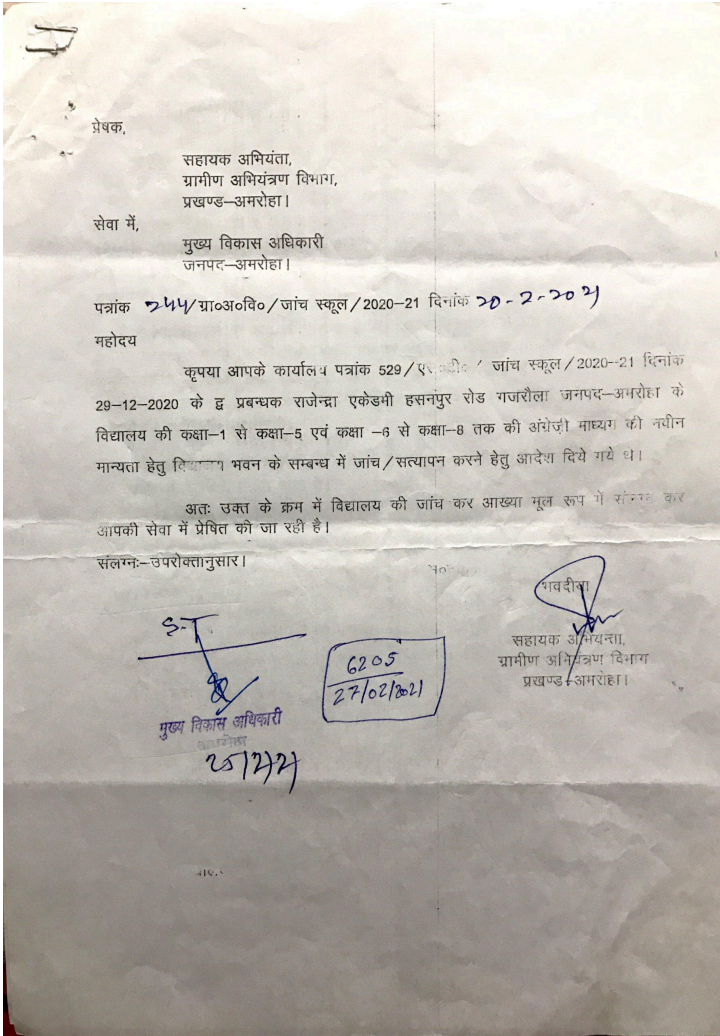 प्रेषक,
सहायक अभियंता,
ग्रामीण अभियंत्रण विभाग,
प्रखण्ड–अमरोहा।
सेवा में,
मुख्य विकास अधिकारी
जनपद–अमरोहा।
पत्रांक 244/ग्रा०अ०वि०/जांच स्कूल/2020–21 दिनांक 20-2-2021
महोदय
कृपया आपके कार्यालय पत्रांक 529/ जांच स्कूल/2020–21 दिनांक
29–12–2020 के द्व प्रबन्धक राजेन्द्रा एकेडमी हसनपुर रोड गजरौला जनपद–अमरोहा के
विद्यालय की कक्षा–1 से कक्षा–5 एवं कक्षा –6 से कक्षा–8 तक की अंग्रेज़ी माध्यम की नवीन
मान्यता हेतु भवन के सम्बन्ध में जांच/सत्यापन करने हेतु आदेश दिये गये थे।
अतः उक्त के क्रम में विद्यालय की जांच कर आख्या मूल रूप में कर
आपकी सेवा में प्रेषित की जा रही है।
संलग्नः–उपरोक्तानुसार।
भवदीया
सहायक अभियन्ता,
ग्रामीण अभियंत्रण विभाग
प्रखण्ड–अमरोहा।
S.T.
6205
27/02/2021
मुख्य विकास अधिकारी
25/2/21